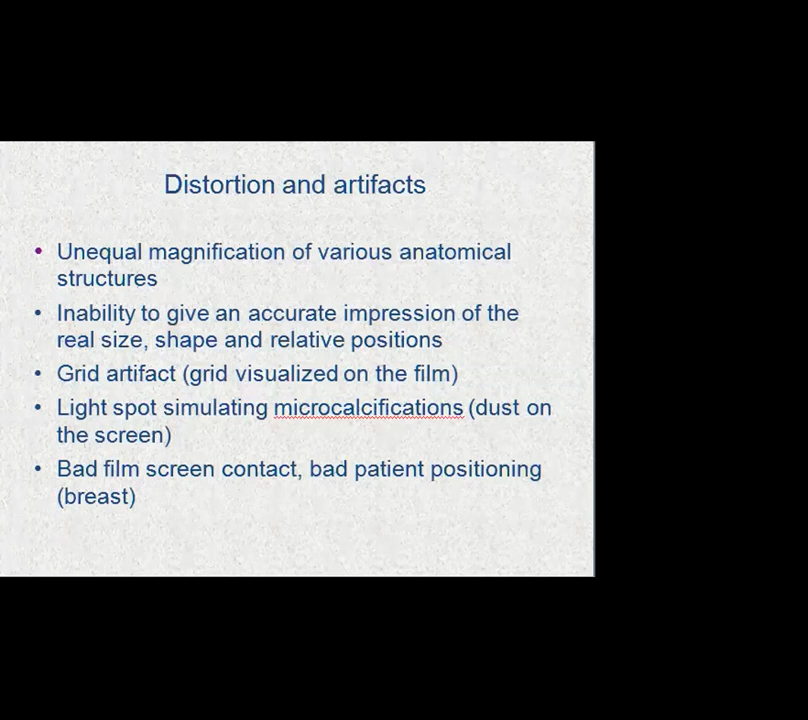 Distortion and artifacts
• Unequal magnification of various anatomical
structures
• Inability to give an accurate impression of the
real size, shape and relative positions
• Grid artifact (grid visualized on the film)
• Light spot simulating microcalcifications (dust on
the screen)
• Bad film screen contact, bad patient positioning
(breast)